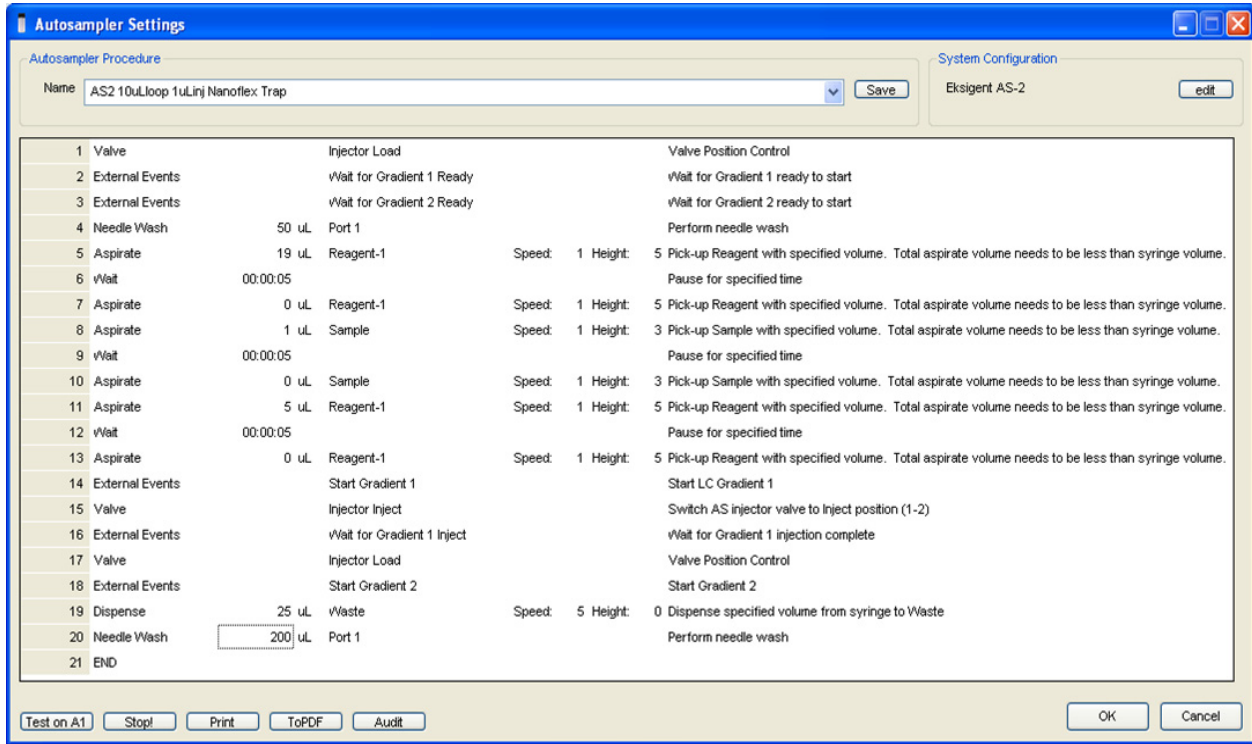 Autosampler Settings
Autosampler Procedure
System Configuration
Name AS2 10uLloop 1uLinj Nanoflex Trap Save Eksigent AS-2 edit
1 Valve Injector Load Valve Position Control
2 External Events Wait for Gradient 1 Ready Wait for Gradient 1 ready to start
3 External Events Wait for Gradient 2 Ready Wait for Gradient 2 ready to start
4 Needle Wash 50 uL Port 1 Perform needle wash
5 Aspirate 19 uL Reagent-1 Speed: 1 Height: 5 Pick-up Reagent with specified volume. Total aspirate volume needs to be less than syringe volume.
6 Wait 00:00:05 Pause for specified time
7 Aspirate 0 uL Reagent-1 Speed: 1 Height: 5 Pick-up Reagent with specified volume. Total aspirate volume needs to be less than syringe volume.
8 Aspirate 1 uL Sample Speed: 1 Height: 3 Pick-up Sample with specified volume. Total aspirate volume needs to be less than syringe volume.
9 Wait 00:00:05 Pause for specified time
10 Aspirate 0 uL Sample Speed: 1 Height: 3 Pick-up Sample with specified volume. Total aspirate volume needs to be less than syringe volume.
11 Aspirate 5 uL Reagent-1 Speed: 1 Height: 5 Pick-up Reagent with specified volume. Total aspirate volume needs to be less than syringe volume.
12 Wait 00:00:05 Pause for specified time
13 Aspirate 0 uL Reagent-1 Speed: 1 Height: 5 Pick-up Reagent with specified volume. Total aspirate volume needs to be less than syringe volume.
14 External Events Start Gradient 1 Start LC Gradient 1
15 Valve Injector Inject Switch AS injector valve to Inject position (1-2)
16 External Events Wait for Gradient 1 Inject Wait for Gradient 1 injection complete
17 Valve Injector Load Valve Position Control
18 External Events Start Gradient 2 Start Gradient 2
19 Dispense 25 uL Waste Speed: 5 Height: 0 Dispense specified volume from syringe to Waste
20 Needle Wash 200 uL Port 1 Perform needle wash
21 END
Test on A1 Stop! Print ToPDF Audit OK Cancel